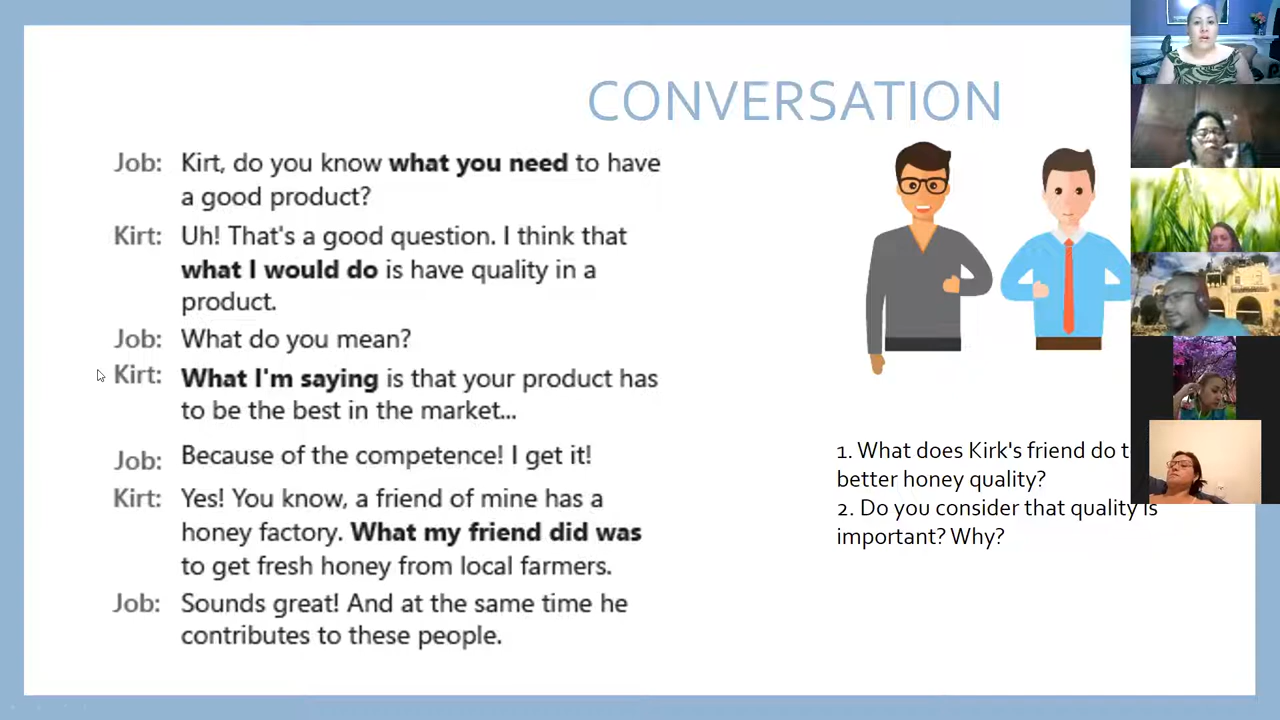 CONVERSATION
Job: Kirt, do you know what you need to have
a good product?
Kirt: Uh! That's a good question. I think that
what I would do is have quality in a
product.
Job: What do you mean?
Kirt: What I'm saying is that your product has
to be the best in the market...
Job: Because of the competence! I get it!
Kirt: Yes! You know, a friend of mine has a
honey factory. What my friend did was
to get fresh honey from local farmers.
Job: Sounds great! And at the same time he
contributes to these people.
1. What does Kirk's friend do
better honey quality?
2. Do you consider that quality is
important? Why?